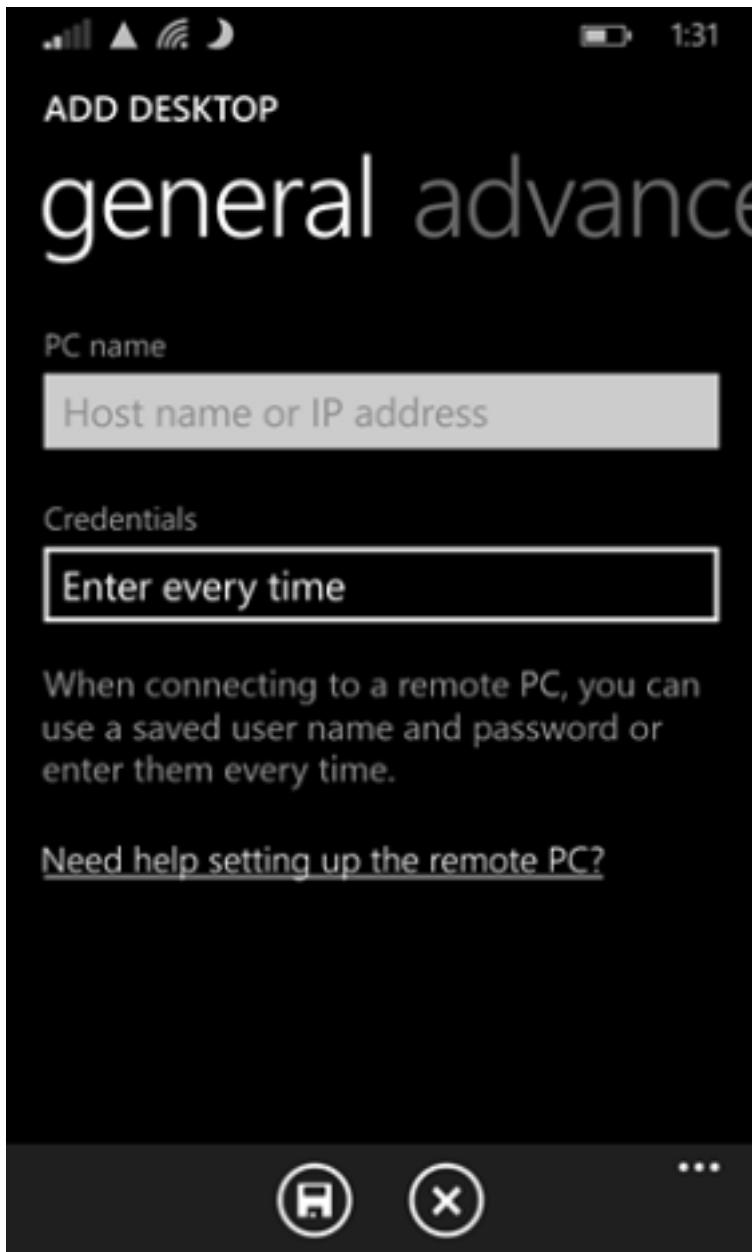 1:31
ADD DESKTOP
general advance
PC name
Host name or IP address
Credentials
Enter every time
When connecting to a remote PC, you can
use a saved user name and password or
enter them every time.
Need help setting up the remote PC?